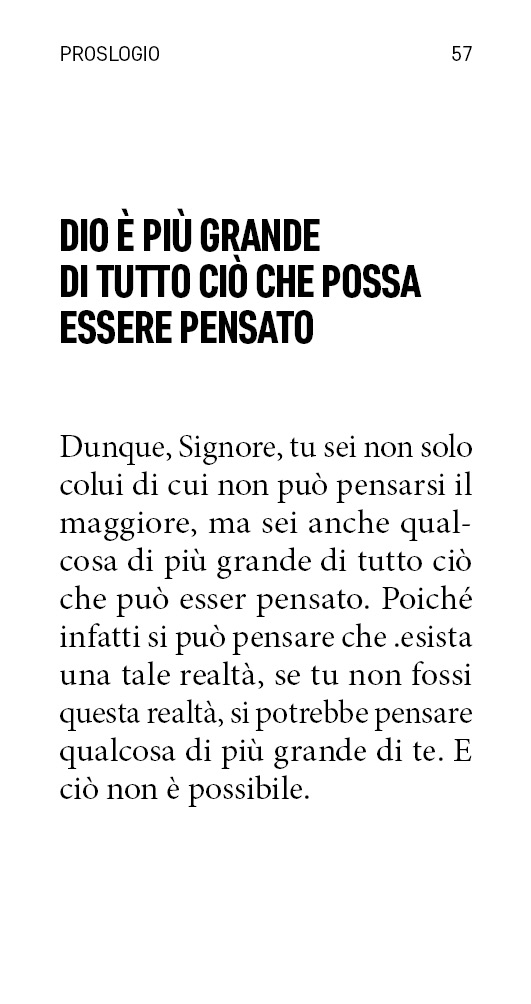 PROSLOGIO 57
DIO È PIÙ GRANDE
DI TUTTO CIÒ CHE POSSA
ESSERE PENSATO
Dunque, Signore, tu sei non solo
colui di cui non può pensarsi il
maggiore, ma sei anche qual-
cosa di più grande di tutto ciò
che può esser pensato. Poiché
infatti si può pensare che .esista
una tale realtà, se tu non fossi
questa realtà, si potrebbe pensare
qualcosa di più grande di te. E
ciò non è possibile.